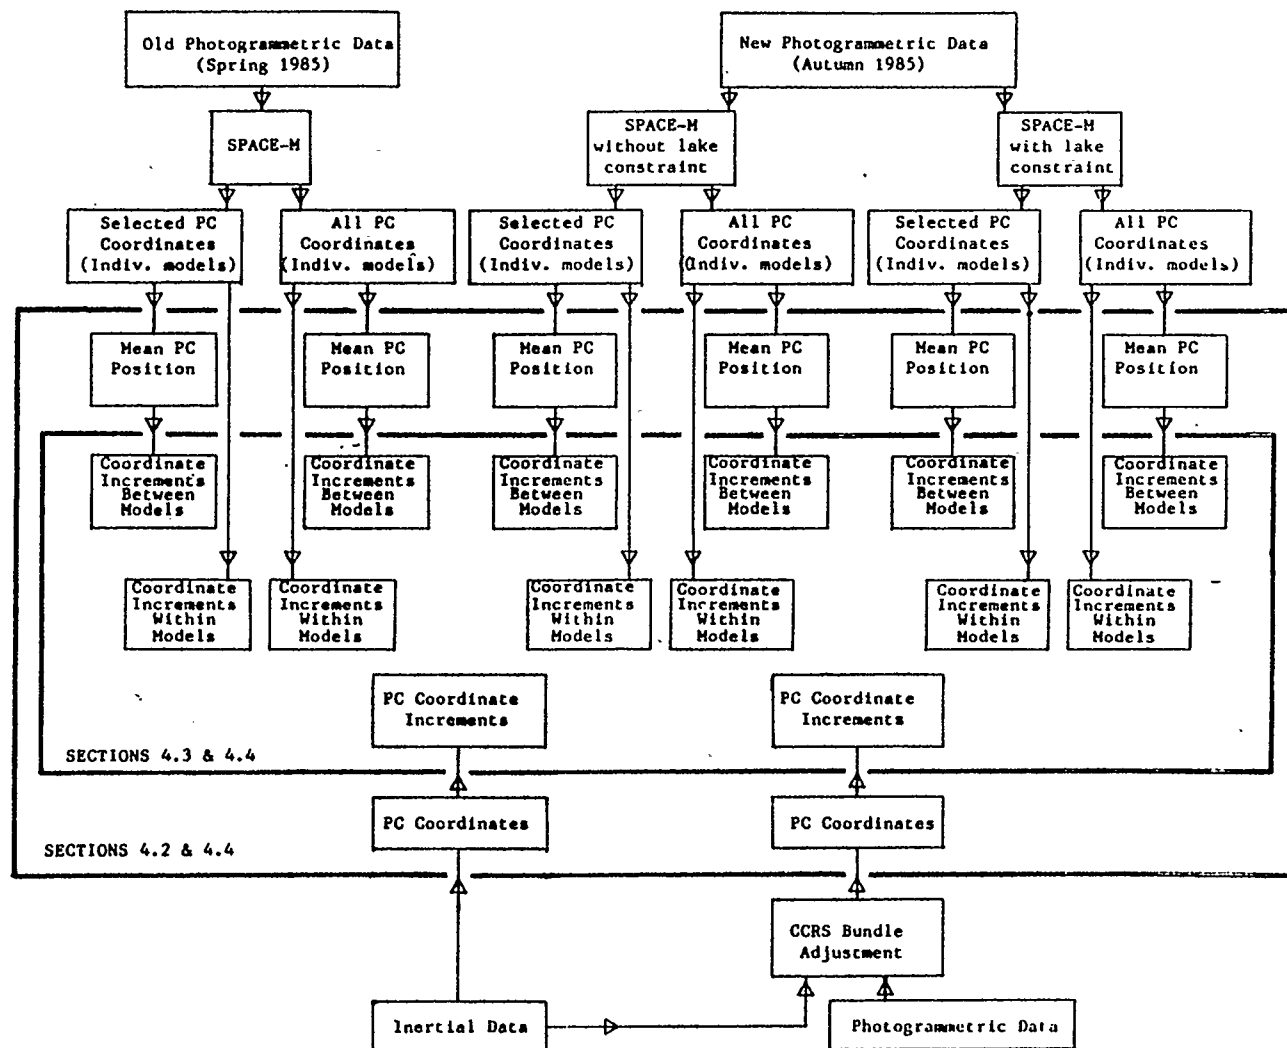 Old Photogrammetric Data
(Spring 1985)
New Photogrammetric Data
(Autumn 1985)
SPACE-M
SPACE-M
without lake
constraint
SPACE-M
with lake
constraint
Selected PC
Coordinates
(Indiv. models)
All PC
Coordinates
(Indiv. models)
Selected PC
Coordinates
(Indiv. models)
All PC
Coordinates
(Indiv. models)
Selected PC
Coordinates
(Indiv. models)
All PC
Coordinates
(Indiv. models)
Mean PC
Position
Mean PC
Position
Mean PC
Position
Mean PC
Position
Mean PC
Position
Mean PC
Position
Coordinate
Increments
Between
Models
Coordinate
Increments
Between
Models
Coordinate
Increments
Between
Models
Coordinate
Increments
Between
Models
Coordinate
Increments
Between
Models
Coordinate
Increments
Between
Models
Coordinate
Increments
Within
Models
Coordinate
Increments
Within
Models
Coordinate
Increments
Within
Models
Coordinate
Increments
Within
Models
Coordinate
Increments
Within
Models
Coordinate
Increments
Within
Models
PC Coordinate
Increments
PC Coordinate
Increments
SECTIONS 4.3 & 4.4
PC Coordinates
PC Coordinates
SECTIONS 4.2 & 4.4
CCRS Bundle
Adjustment
Inertial Data
Photogrammetric Data